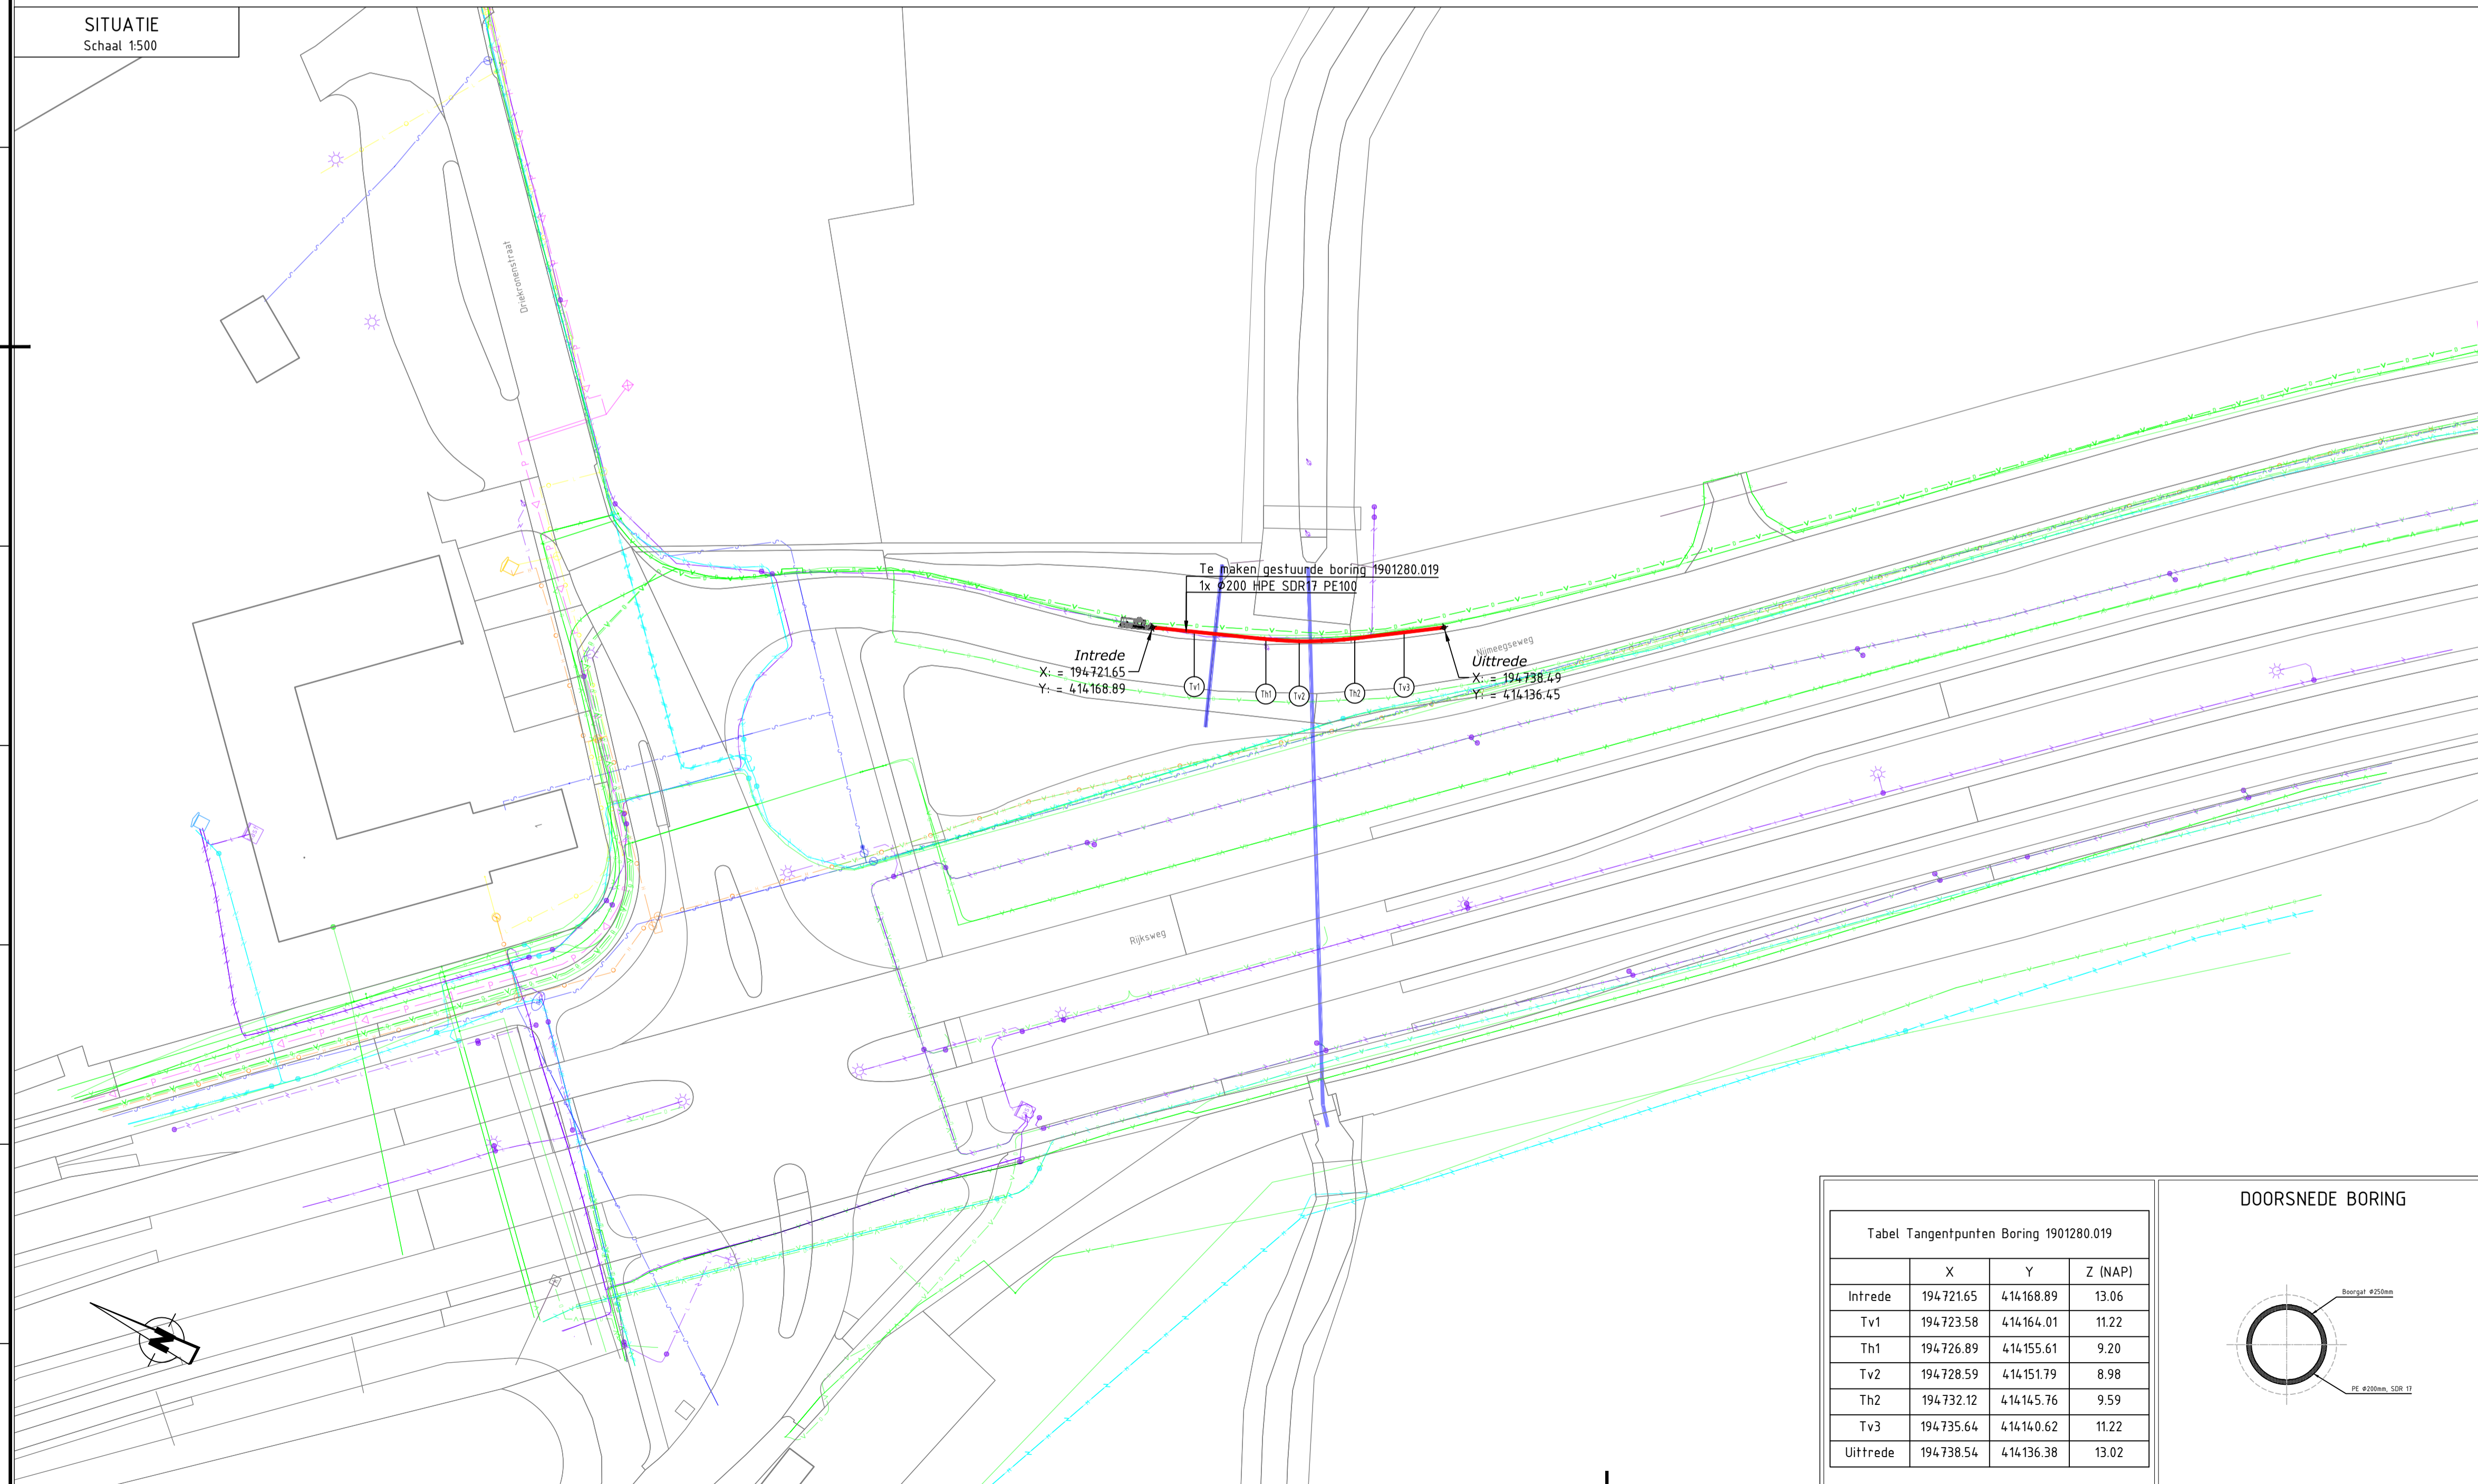 SITUATIE
Schaal 1:500
Driekronenstraat
Te maken gestuurde boring 1901280.019
1x Ø200 HPE SDR17 PE100
Intrede
X: = 194721.65
Y: = 414168.89
Tv1
Th1
Tv2
Th2
Tv3
Nijmeegseweg
Uittrede
X: = 194738.49
Y: = 414136.45
Rijksweg
1
N
Tabel Tangentpunten Boring 1901280.019
X Y Z (NAP)
Intrede 194721.65 414168.89 13.06
Tv1 194723.58 414164.01 11.22
Th1 194726.89 414155.61 9.20
Tv2 194728.59 414151.79 8.98
Th2 194732.12 414145.76 9.59
Tv3 194735.64 414140.62 11.22
Uittrede 194738.54 414136.38 13.02
DOORSNEDE BORING
Boorgat Ø250mm
PE Ø200mm, SDR 17